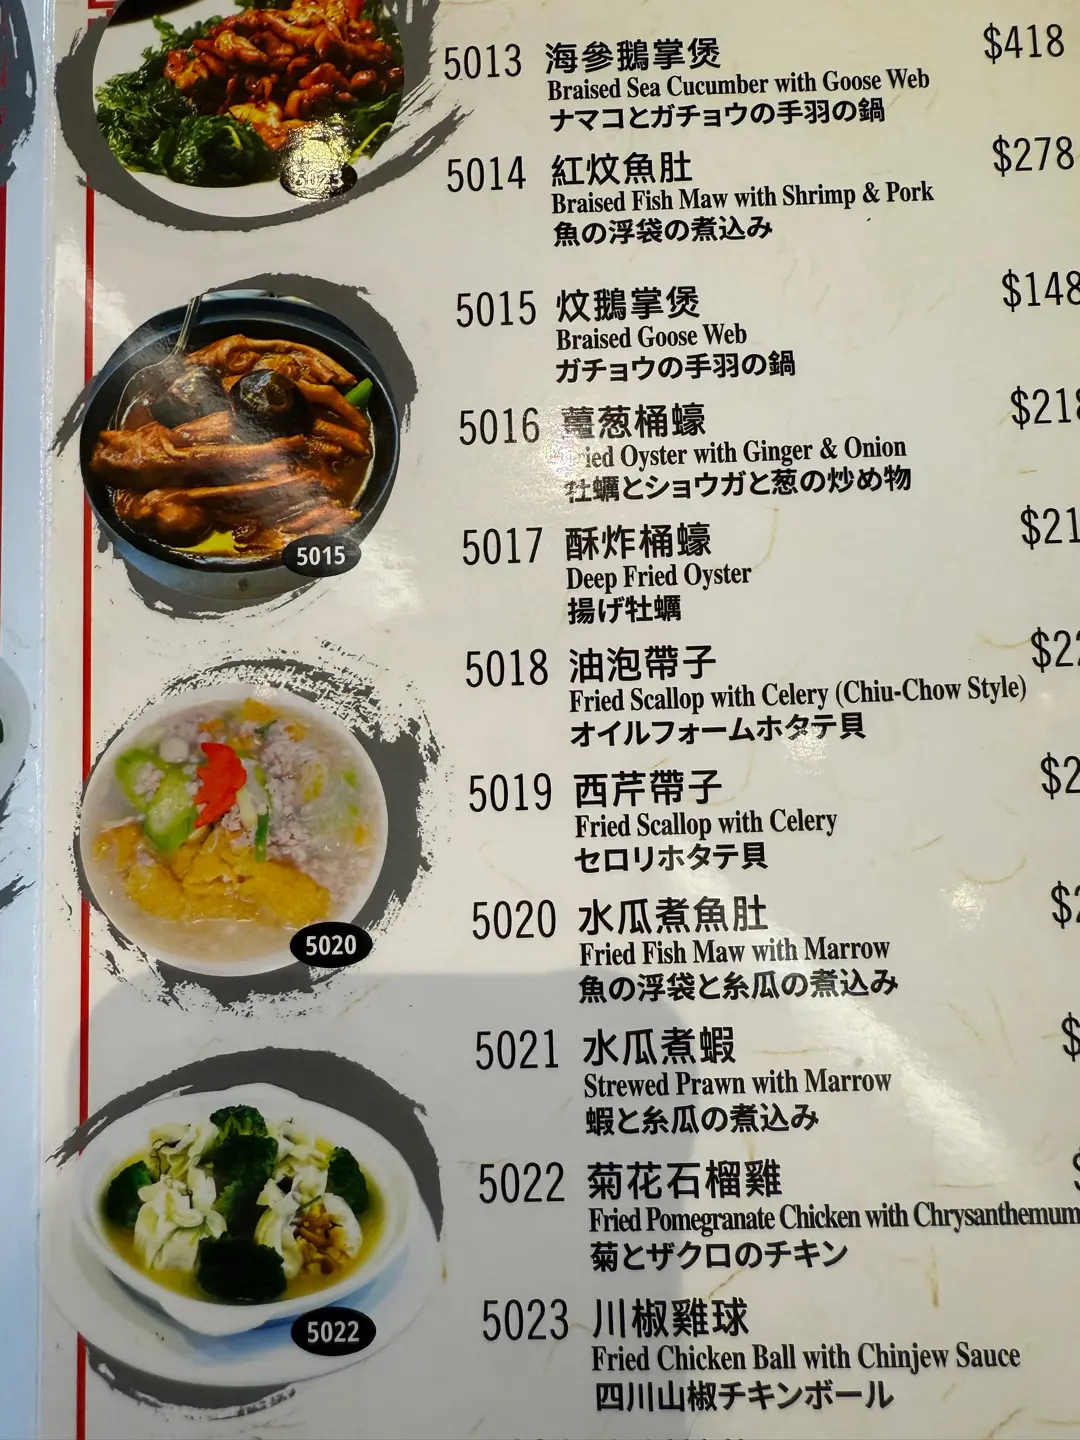 5013 海參鵝掌煲 $418
Braised Sea Cucumber with Goose Web
ナマコとガチョウの手羽の鍋
5014 紅炆魚肚 $278
Braised Fish Maw with Shrimp & Pork
魚の浮袋の煮込み
5023
5015 炆鵝掌煲 $148
Braised Goose Web
ガチョウの手羽の鍋
5016 薑葱桶蠔 $218
Fried Oyster with Ginger & Onion
牡蠣とショウガと葱の炒め物
5015
5017 酥炸桶蠔 $21
Deep Fried Oyster
揚げ牡蠣
5018 油泡帶子 $22
Fried Scallop with Celery (Chiu-Chow Style)
オイルフォームホタテ貝
5019 西芹帶子 $2
Fried Scallop with Celery
セロリホタテ貝
5020 水瓜煮魚肚 $2
Fried Fish Maw with Marrow
魚の浮袋と糸瓜の煮込み
5020
5021 水瓜煮蝦 $
Strewed Prawn with Marrow
蝦と糸瓜の煮込み
5022 菊花石榴雞 $
Fried Pomegranate Chicken with Chrysanthemum
菊とザクロのチキン
5022
5023 川椒雞球
Fried Chicken Ball with Chinjew Sauce
四川山椒チキンボール